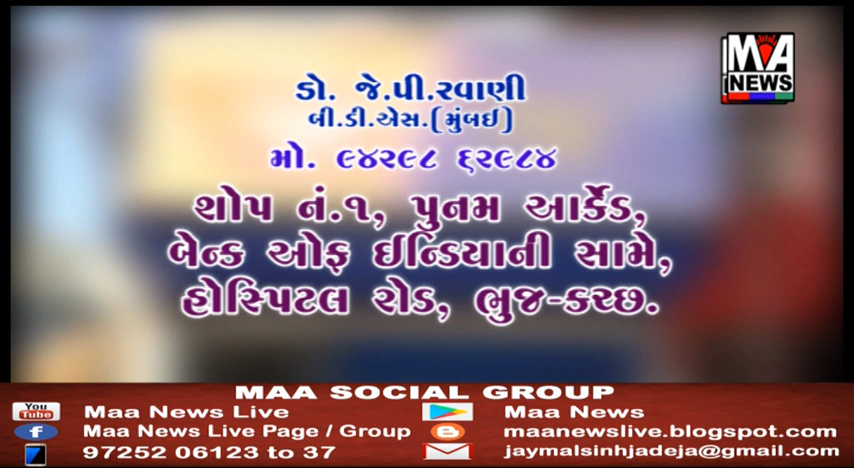 MAA
NEWS
ડો. જે.પી.રવાણી
બી.ડી.એસ.(મુંબઈ)
મો. ૯૪૨૯૮ ૬૨૯૮૪
શોપ નં.૧, પુનમ આર્કેડ,
બેન્ક ઓફ ઈન્ડિયાની સામે,
હોસ્પિટલ રોડ, ભુજ-કચ્છ.
MAA SOCIAL GROUP
You Tube Maa News Live
Maa News
f Maa News Live Page / Group
maanewslive.blogspot.com
97252 06123 to 37
jaymalsinhjadeja@gmail.com